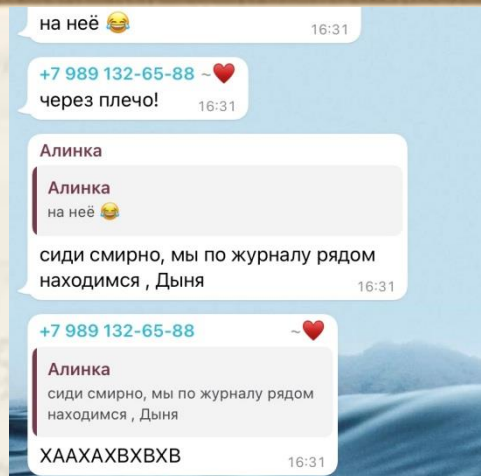 на неё 😂
16:31
+7 989 132-65-88 ~❤️
через плечо!
16:31
Алинка
Алинка
на неё 😂
сиди смирно, мы по журналу рядом
находимся , Дыня
16:31
+7 989 132-65-88 ~❤️
Алинка
сиди смирно, мы по журналу рядом
находимся , Дыня
ХААХАХВХВХВ
16:31